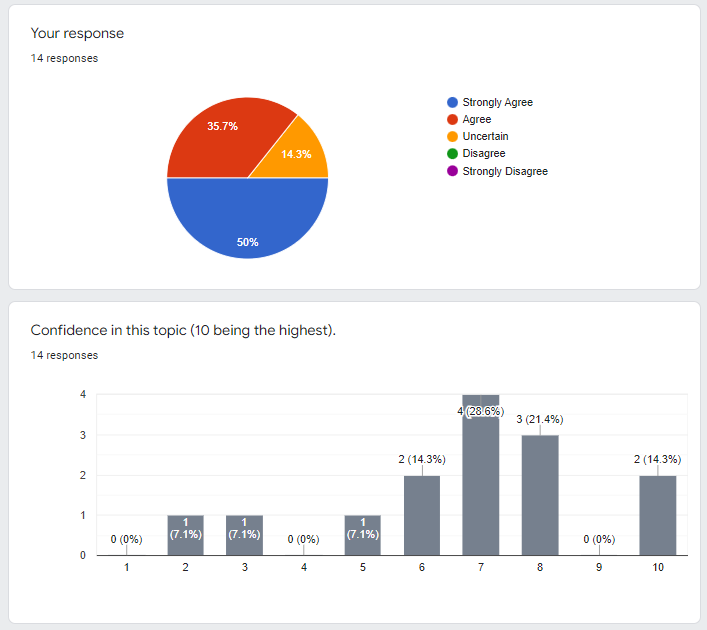 Your response
14 responses
35.7%
14.3%
50%
Strongly Agree
Agree
Uncertain
Disagree
Strongly Disagree
Confidence in this topic (10 being the highest).
14 responses
4
3
2
1
0
0 (0%)
1
(7.1%)
1
(7.1%)
0 (0%)
1
(7.1%)
2 (14.3%)
4 (28.6%)
3 (21.4%)
0 (0%)
2 (14.3%)
1 2 3 4 5 6 7 8 9 10